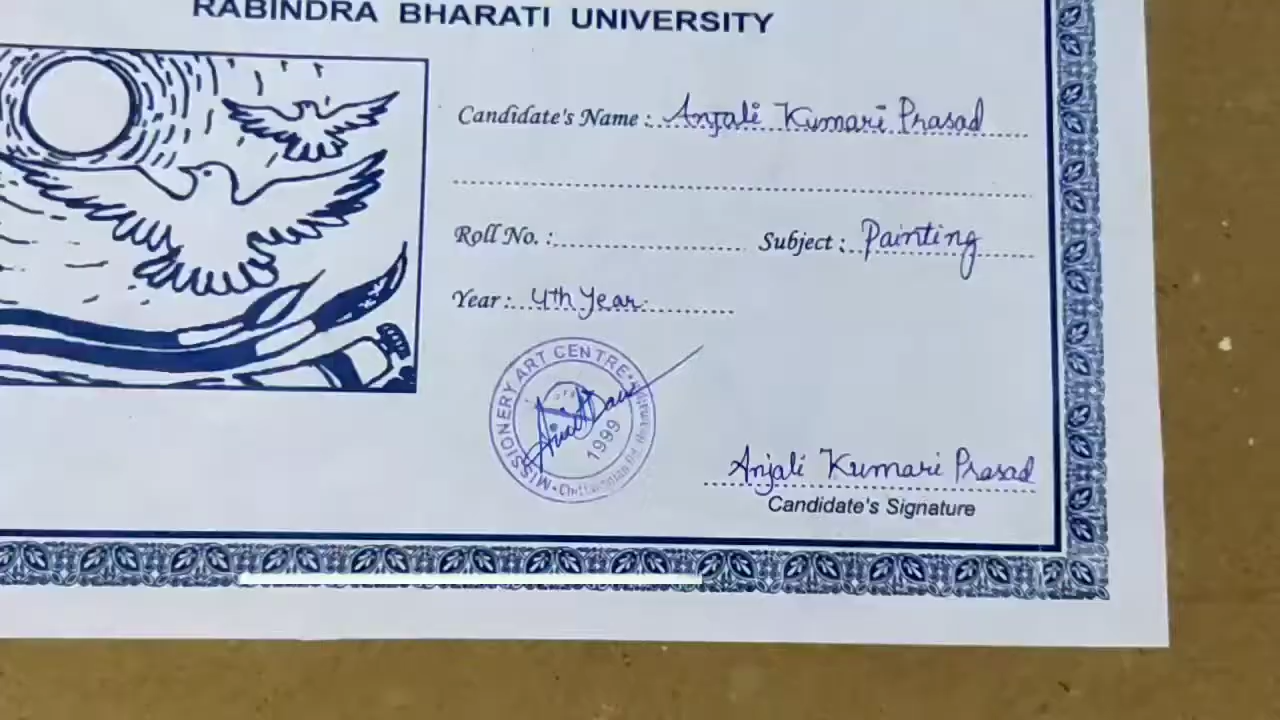 RABINDRA BHARATI UNIVERSITY
Candidate's Name : Anjali Kumari Prasad
Roll No. : Subject : Painting
Year : 4th Year
MISSIONERY ART CENTRE
1999
Anjali Kumari Prasad
Candidate's Signature